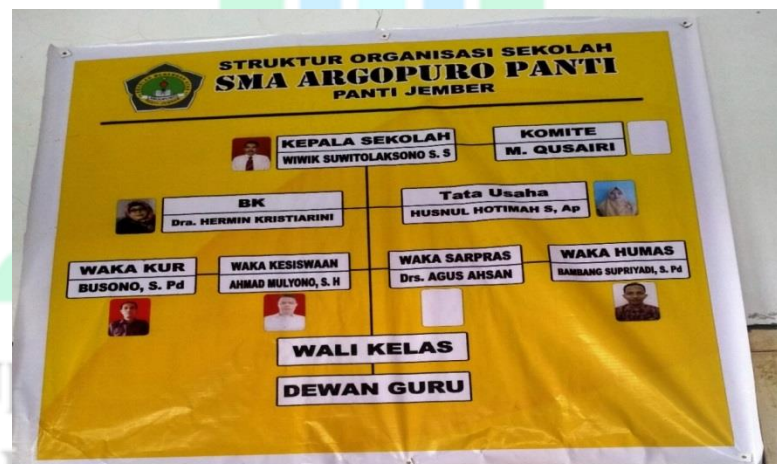 STRUKTUR ORGANISASI SEKOLAH
SMA ARGOPURO PANTI
PANTI JEMBER
KEPALA SEKOLAH
WIWIK SUWITOLAKSONO S. S
KOMITE
M. QUSAIRI
BK
Dra. HERMIN KRISTIARINI
Tata Usaha
HUSNUL HOTIMAH S, Ap
WAKA KUR
BUSONO, S. Pd
WAKA KESISWAAN
AHMAD MULYONO, S. H
WAKA SARPRAS
Drs. AGUS AHSAN
WAKA HUMAS
BAMBANG SUPRIYADI, S. Pd
WALI KELAS
DEWAN GURU